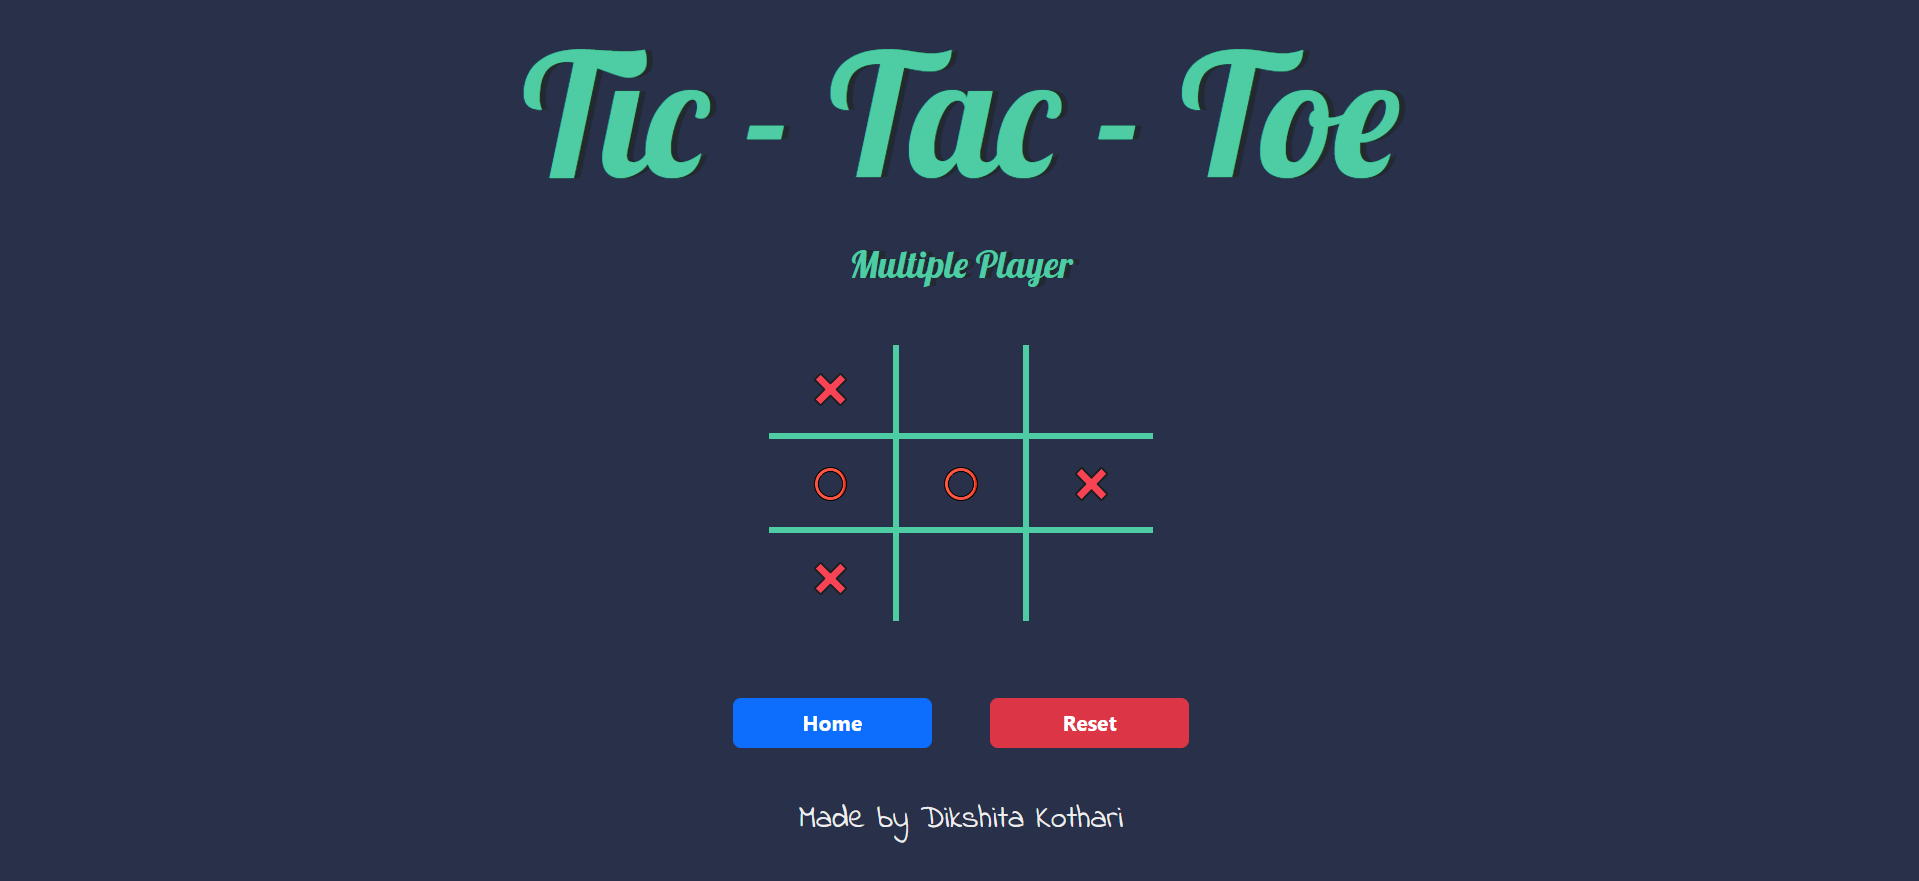 Tic - Tac - Toe
Multiple Player
Home
Reset
Made by Dikshita Kothari